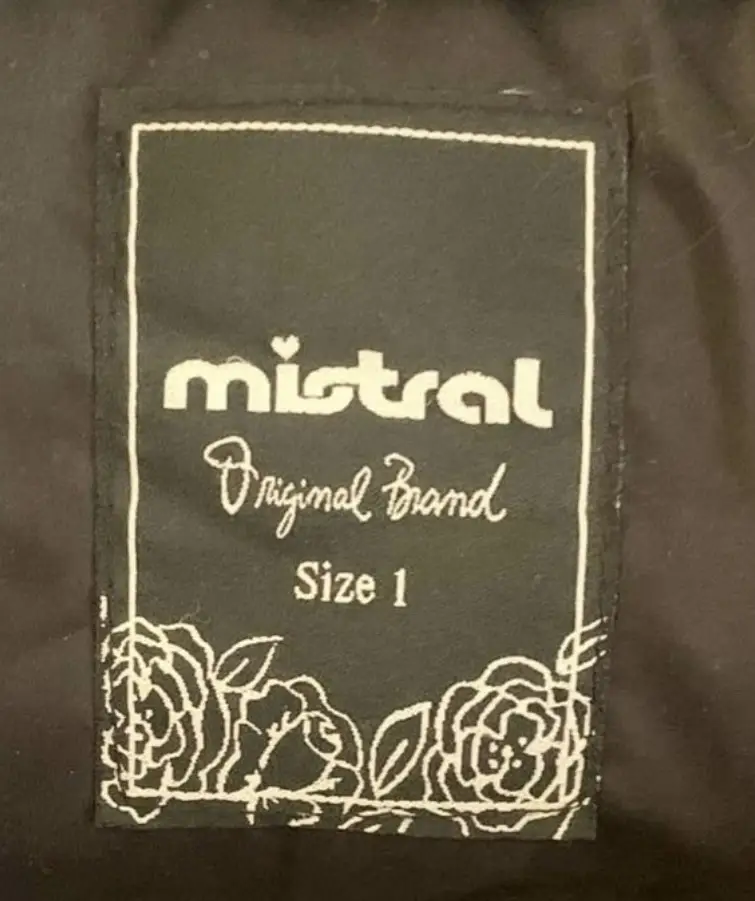 mistral
Original Brand
Size 1